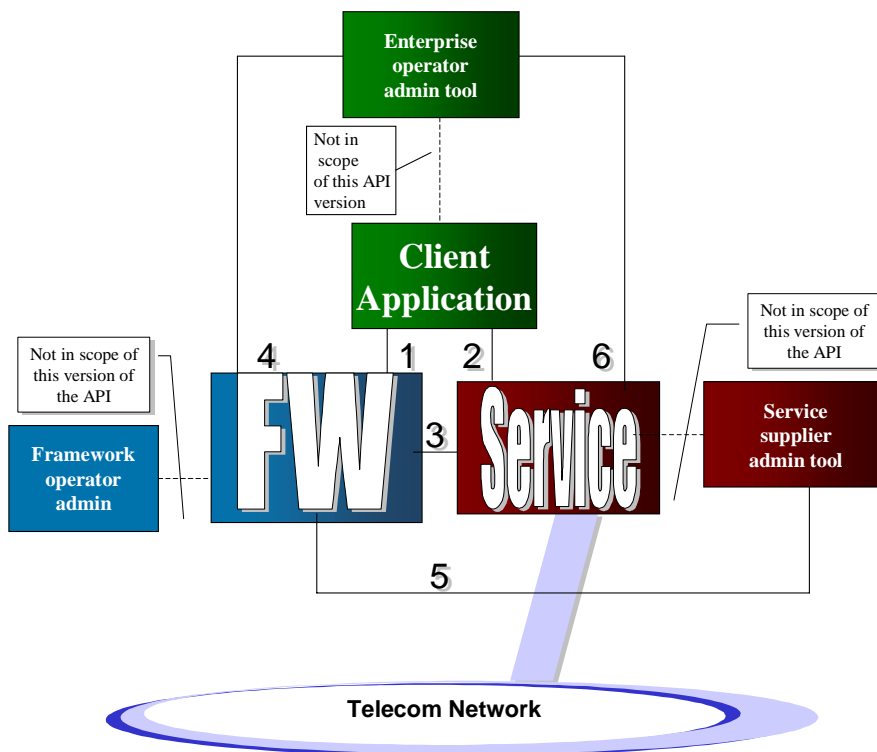 Enterprise
operator
admin tool
Not in
scope
of this API
version
Client
Application
Not in scope of
this version of
the API
Not in scope of
this version of
the API
4
1
2
6
FW
3
Service
Framework
operator
admin
Service
supplier
admin tool
5
Telecom Network